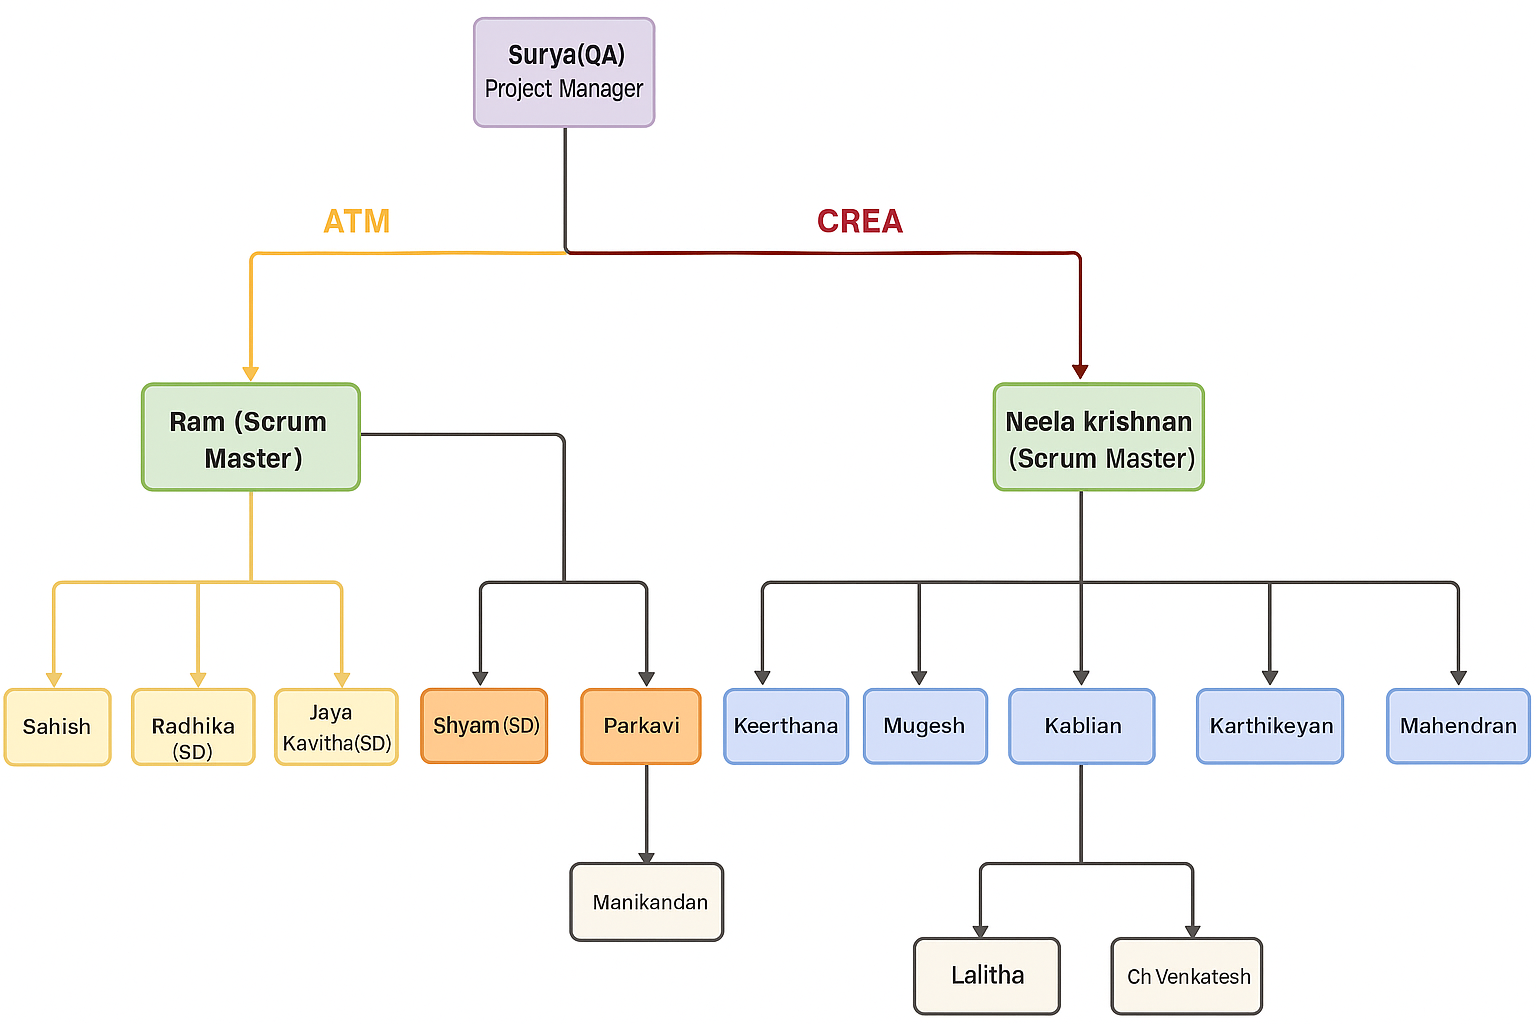 Surya(QA)
Project Manager
ATM
CREA
Ram (Scrum
Master)
Neela krishnan
(Scrum Master)
Sahish
Radhika
(SD)
Jaya
Kavitha(SD)
Shyam (SD)
Parkavi
Keerthana
Mugesh
Kablian
Karthikeyan
Mahendran
Manikandan
Lalitha
Ch Venkatesh